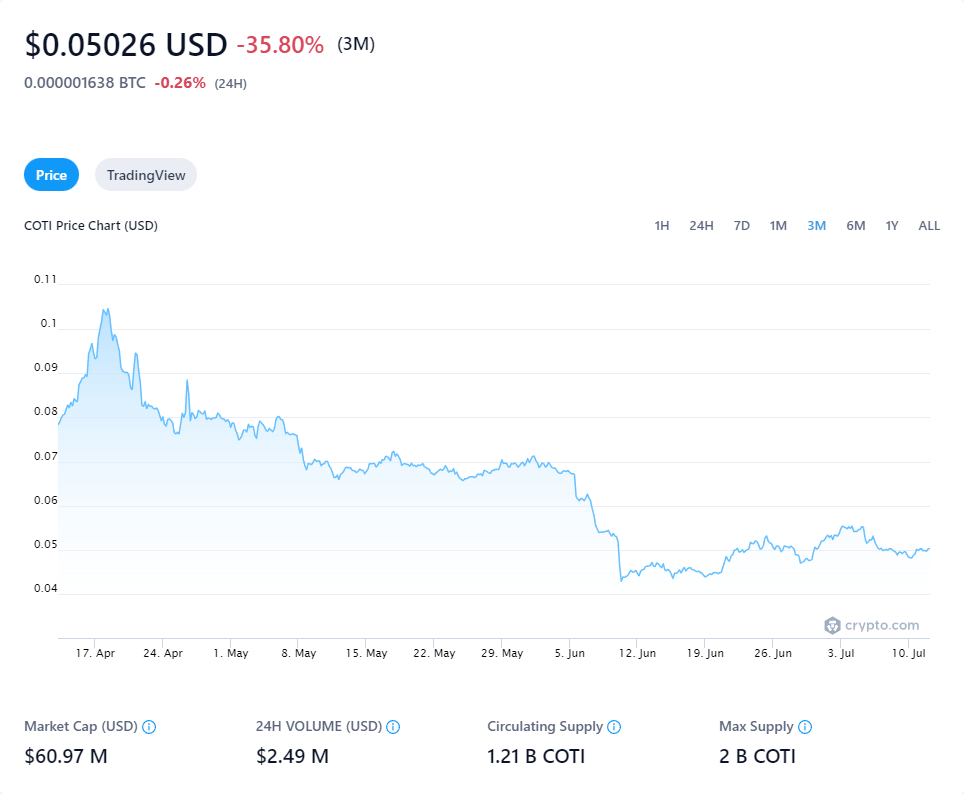 $0.05026 USD -35.80% (3M)
0.000001638 BTC -0.26% (24H)
Price TradingView
COTI Price Chart (USD) 1H 24H 7D 1M 3M 6M 1Y ALL
0.11
0.1
0.09
0.08
0.07
0.06
0.05
0.04
crypto.com
17. Apr 24. Apr 1. May 8. May 15. May 22. May 29. May 5. Jun 12. Jun 19. Jun 26. Jun 3. Jul 10. Jul
Market Cap (USD) 24H VOLUME (USD) Circulating Supply Max Supply
$60.97 M $2.49 M 1.21 B COTI 2 B COTI